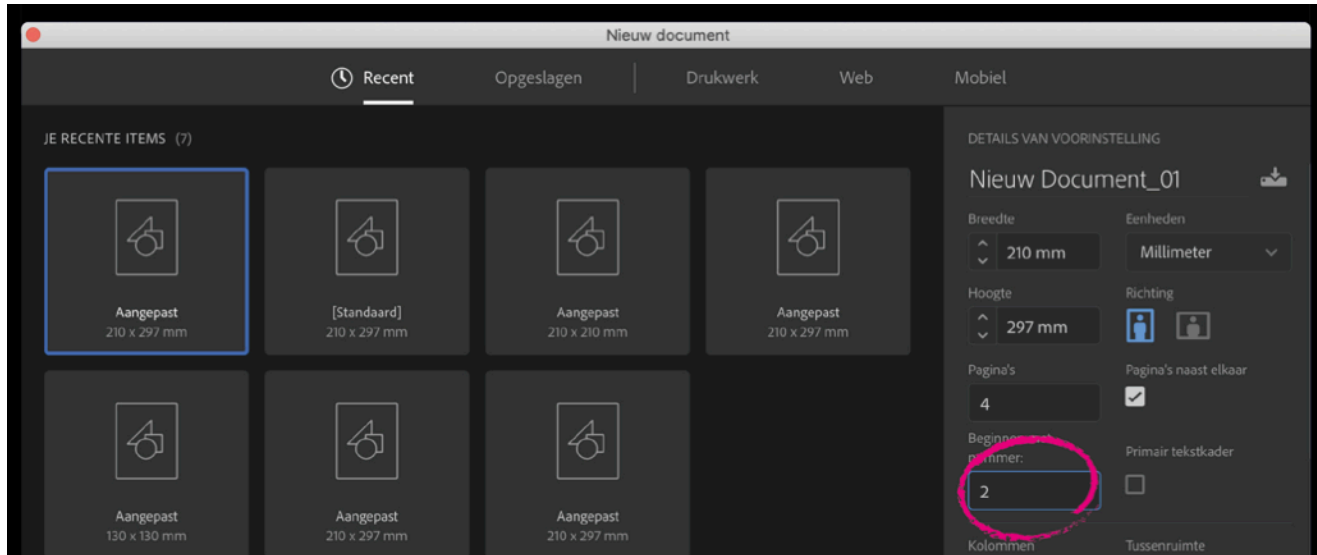 Nieuw document
Recent
Opgeslagen
Drukwerk
Web
Mobiel
JE RECENTE ITEMS (7)
Aangepast
210 x 297 mm
[Standaard]
210 x 297 mm
Aangepast
210 x 210 mm
Aangepast
210 x 297 mm
Aangepast
130 x 130 mm
Aangepast
210 x 297 mm
Aangepast
210 x 297 mm
DETAILS VAN VOORINSTELLING
Nieuw Document_01
Breedte
Eenheden
210 mm
Millimeter
Hoogte
Richting
297 mm
Pagina's
Pagina's naast elkaar
4
Beginnen met
nummer:
Primair tekstkader
2
Kolommen
Tussenruimte